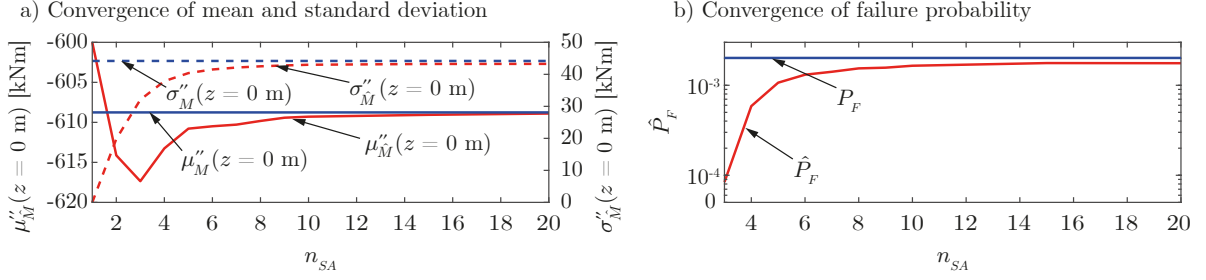 a) Convergence of mean and standard deviation
-600
-605
-610
-615
-620
μ″_M̂(z = 0 m) [kNm]
σ″_M(z = 0 m)
σ″_M̂(z = 0 m)
μ″_M(z = 0 m)
μ″_M̂(z = 0 m)
50
40
30
20
10
0
σ″_M̂(z = 0 m) [kNm]
2 4 6 8 10 12 14 16 18 20
n_SA
b) Convergence of failure probability
10⁻³
10⁻⁴
0
P̂_F
P_F
P̂_F
4 6 8 10 12 14 16 18 20
n_SA